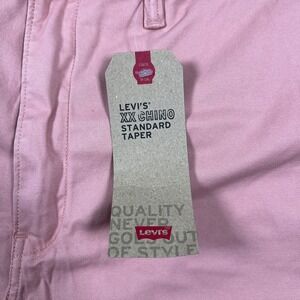 LEVI'S®
XX CHINO
STANDARD
TAPER
QUALITY
NEVER
GOES OUT
OF STYLE
Levi's